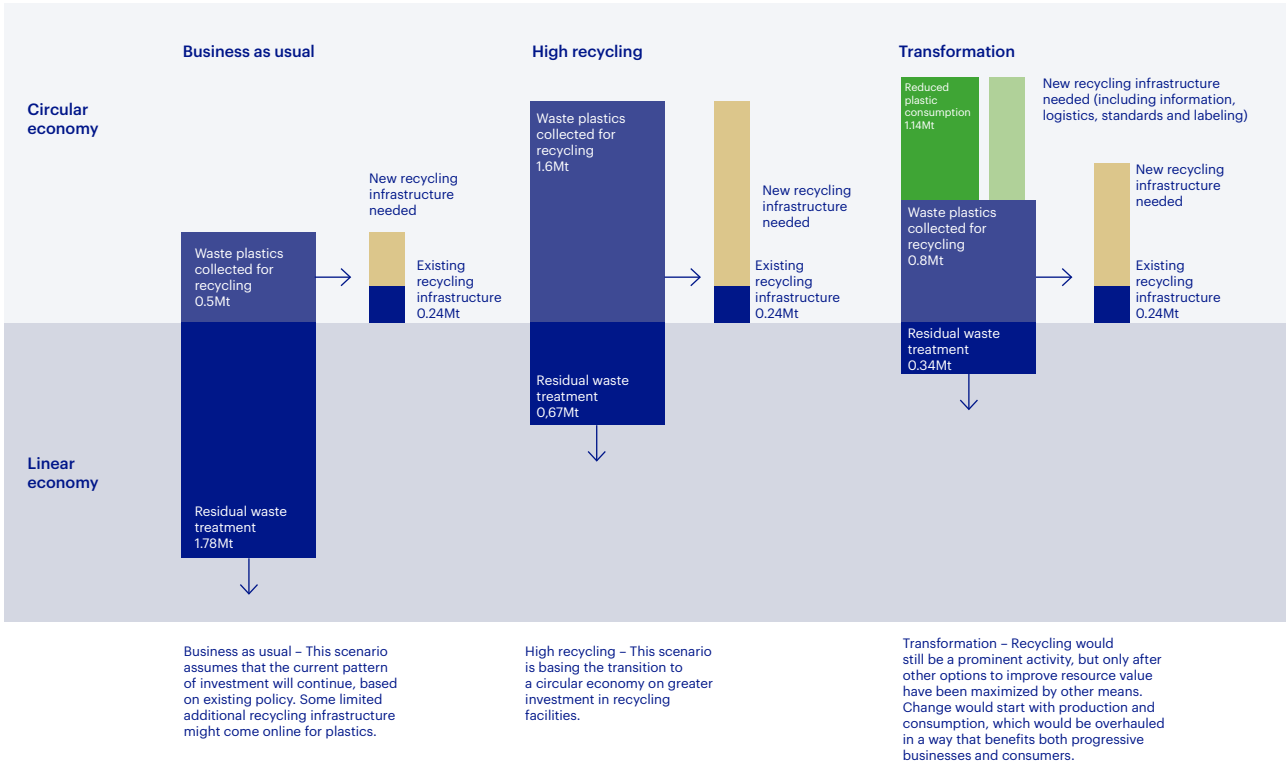 Business as usual
High recycling
Transformation
Circular
economy
Linear
economy
Waste plastics
collected for
recycling
0.5Mt
Residual waste
treatment
1.78Mt
New recycling
infrastructure
needed
Existing
recycling
infrastructure
0.24Mt
Waste plastics
collected for
recycling
1.6Mt
Residual waste
treatment
0,67Mt
New recycling
infrastructure
needed
Existing
recycling
infrastructure
0.24Mt
Reduced
plastic
consumption
1.14Mt
New recycling infrastructure
needed (including information,
logistics, standards and labeling)
Waste plastics
collected for
recycling
0.8Mt
Residual waste
treatment
0.34Mt
New recycling
infrastructure
needed
Existing
recycling
infrastructure
0.24Mt
Business as usual – This scenario
assumes that the current pattern
of investment will continue, based
on existing policy. Some limited
additional recycling infrastructure
might come online for plastics.
High recycling – This scenario
is basing the transition to
a circular economy on greater
investment in recycling
facilities.
Transformation – Recycling would
still be a prominent activity, but only after
other options to improve resource value
have been maximized by other means.
Change would start with production and
consumption, which would be overhauled
in a way that benefits both progressive
businesses and consumers.